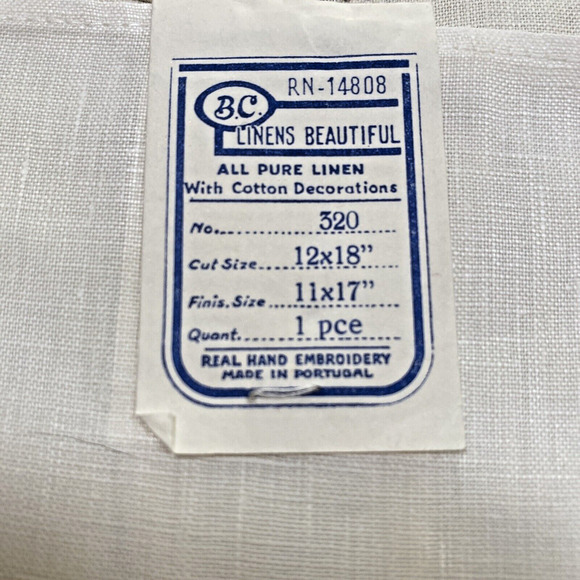 RN-14808
B.C.
LINENS BEAUTIFUL
ALL PURE LINEN
With Cotton Decorations
No. 320
Cut Size 12x18"
Finis. Size 11x17"
Quant. 1 pce
REAL HAND EMBROIDERY
MADE IN PORTUGAL